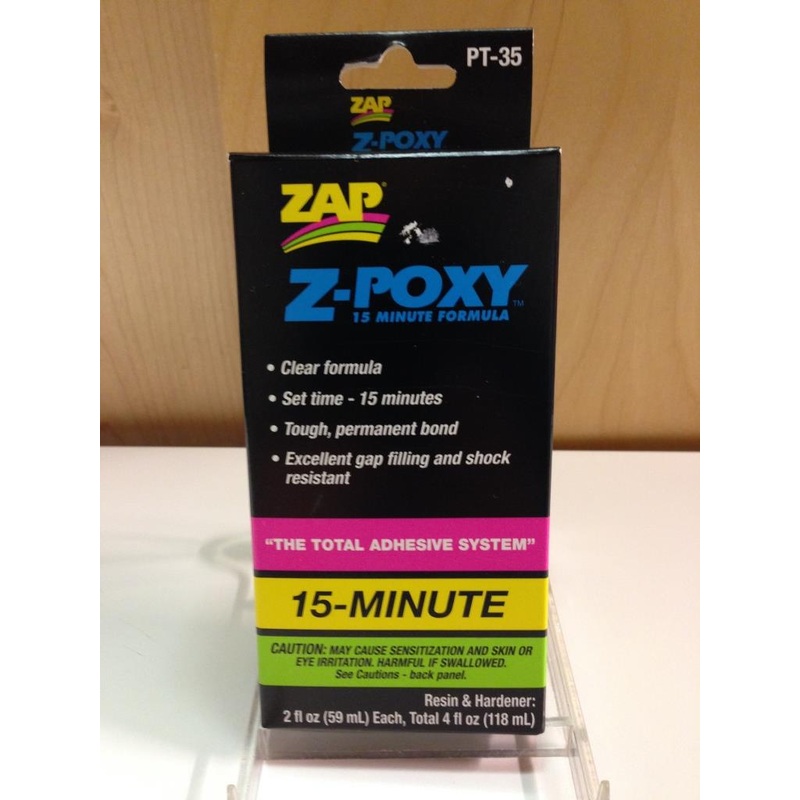 PT-35
ZAP
Z-POXY
ZAP®
Z-POXY™
15 MINUTE FORMULA
• Clear formula
• Set time - 15 minutes
• Tough, permanent bond
• Excellent gap filling and shock
resistant
“THE TOTAL ADHESIVE SYSTEM”
15-MINUTE
CAUTION: MAY CAUSE SENSITIZATION AND SKIN OR
EYE IRRITATION. HARMFUL IF SWALLOWED.
See Cautions - back panel.
Resin & Hardener:
2 fl oz (59 mL) Each, Total 4 fl oz (118 mL)